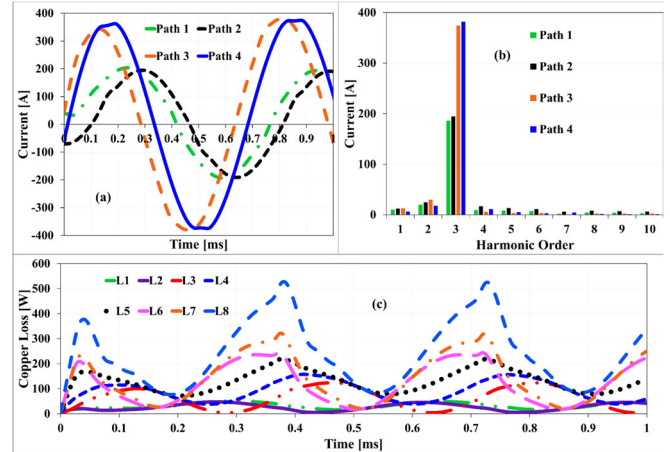 400
300
200
100
0
-100
-200
-300
-400
Current [A]
Path 1 Path 2
Path 3 Path 4
0 0.1 0.2 0.3 0.4 0.5 0.6 0.7 0.8 0.9 1
(a)
Time [ms]
400
300
200
100
0
Current [A]
(b)
Path 1
Path 2
Path 3
Path 4
1 2 3 4 5 6 7 8 9 10
Harmonic Order
600
500
400
300
200
100
0
Copper Loss [W]
L1 L2 L3 L4
L5 L6 L7 L8
(c)
0 0.1 0.2 0.3 0.4 0.5 0.6 0.7 0.8 0.9 1
Time [ms]